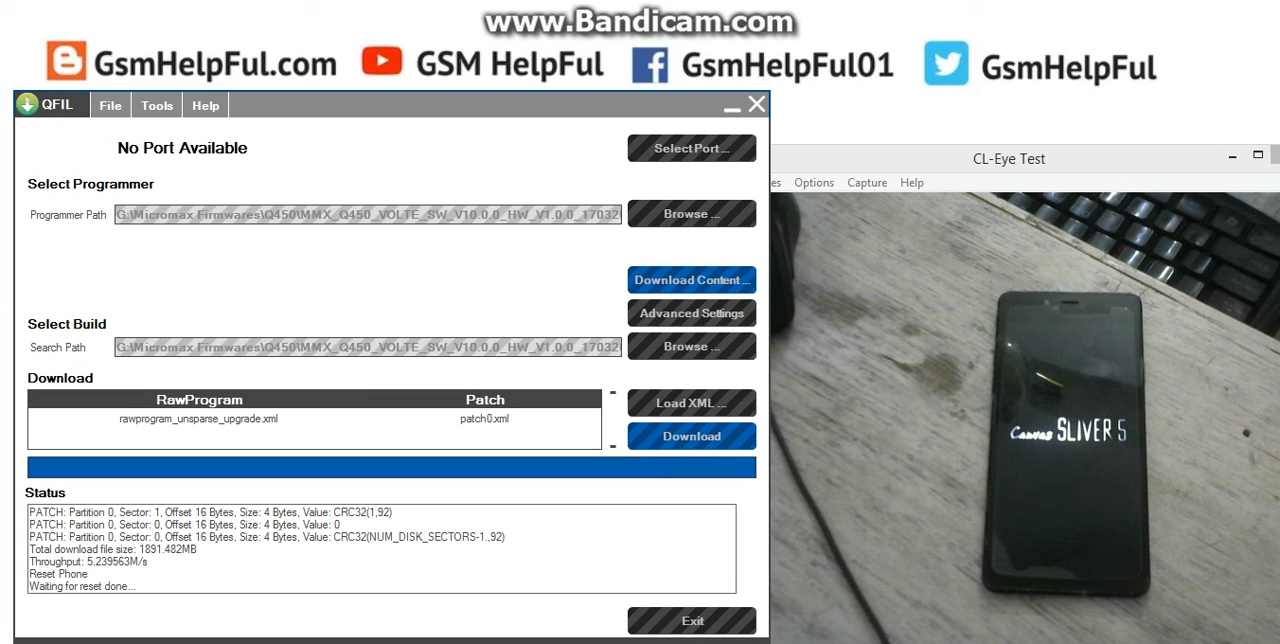 www.Bandicam.com
GsmHelpFul.com GSM HelpFul GsmHelpFul01 GsmHelpFul
QFIL File Tools Help
No Port Available Select Port ...
Select Programmer
Programmer Path G:\Micromax Firmwares\Q450\MMX_Q450_VOLTE_SW_V10.0.0_HW_V1.0.0_17032 Browse ...
Download Content ...
Advanced Settings
Select Build
Search Path G:\Micromax Firmwares\Q450\MMX_Q450_VOLTE_SW_V10.0.0_HW_V1.0.0_17032 Browse ...
Download
RawProgram Patch
rawprogram_unsparse_upgrade.xml patch0.xml
Load XML ...
Download
Status
PATCH: Partition 0, Sector: 1, Offset 16 Bytes, Size: 4 Bytes, Value: CRC32(1,92)
PATCH: Partition 0, Sector: 0, Offset 16 Bytes, Size: 4 Bytes, Value: 0
PATCH: Partition 0, Sector: 0, Offset 16 Bytes, Size: 4 Bytes, Value: CRC32(NUM_DISK_SECTORS-1.,92)
Total download file size: 1891.482MB
Throughput: 5.239563M/s
Reset Phone
Waiting for reset done...
Exit
CL-Eye Test
es Options Capture Help
Canvas SLIVER 5